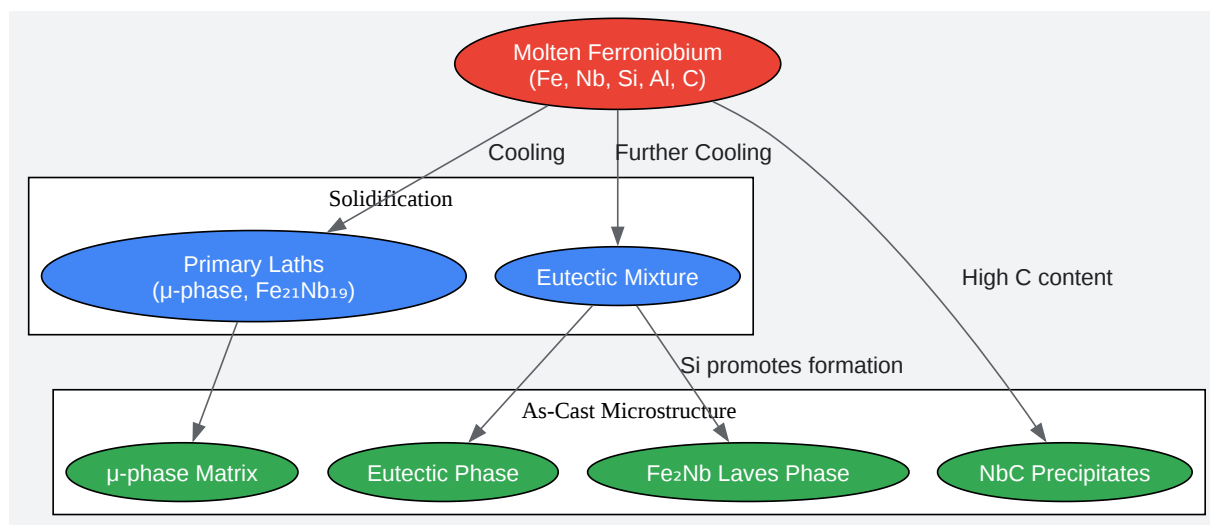 Molten Ferroniobium
(Fe, Nb, Si, Al, C)
Cooling
Further Cooling
Solidification
Primary Laths
(μ-phase, Fe₂₁Nb₁₉)
Eutectic Mixture
High C content
Si promotes formation
As-Cast Microstructure
μ-phase Matrix
Eutectic Phase
Fe₂Nb Laves Phase
NbC Precipitates